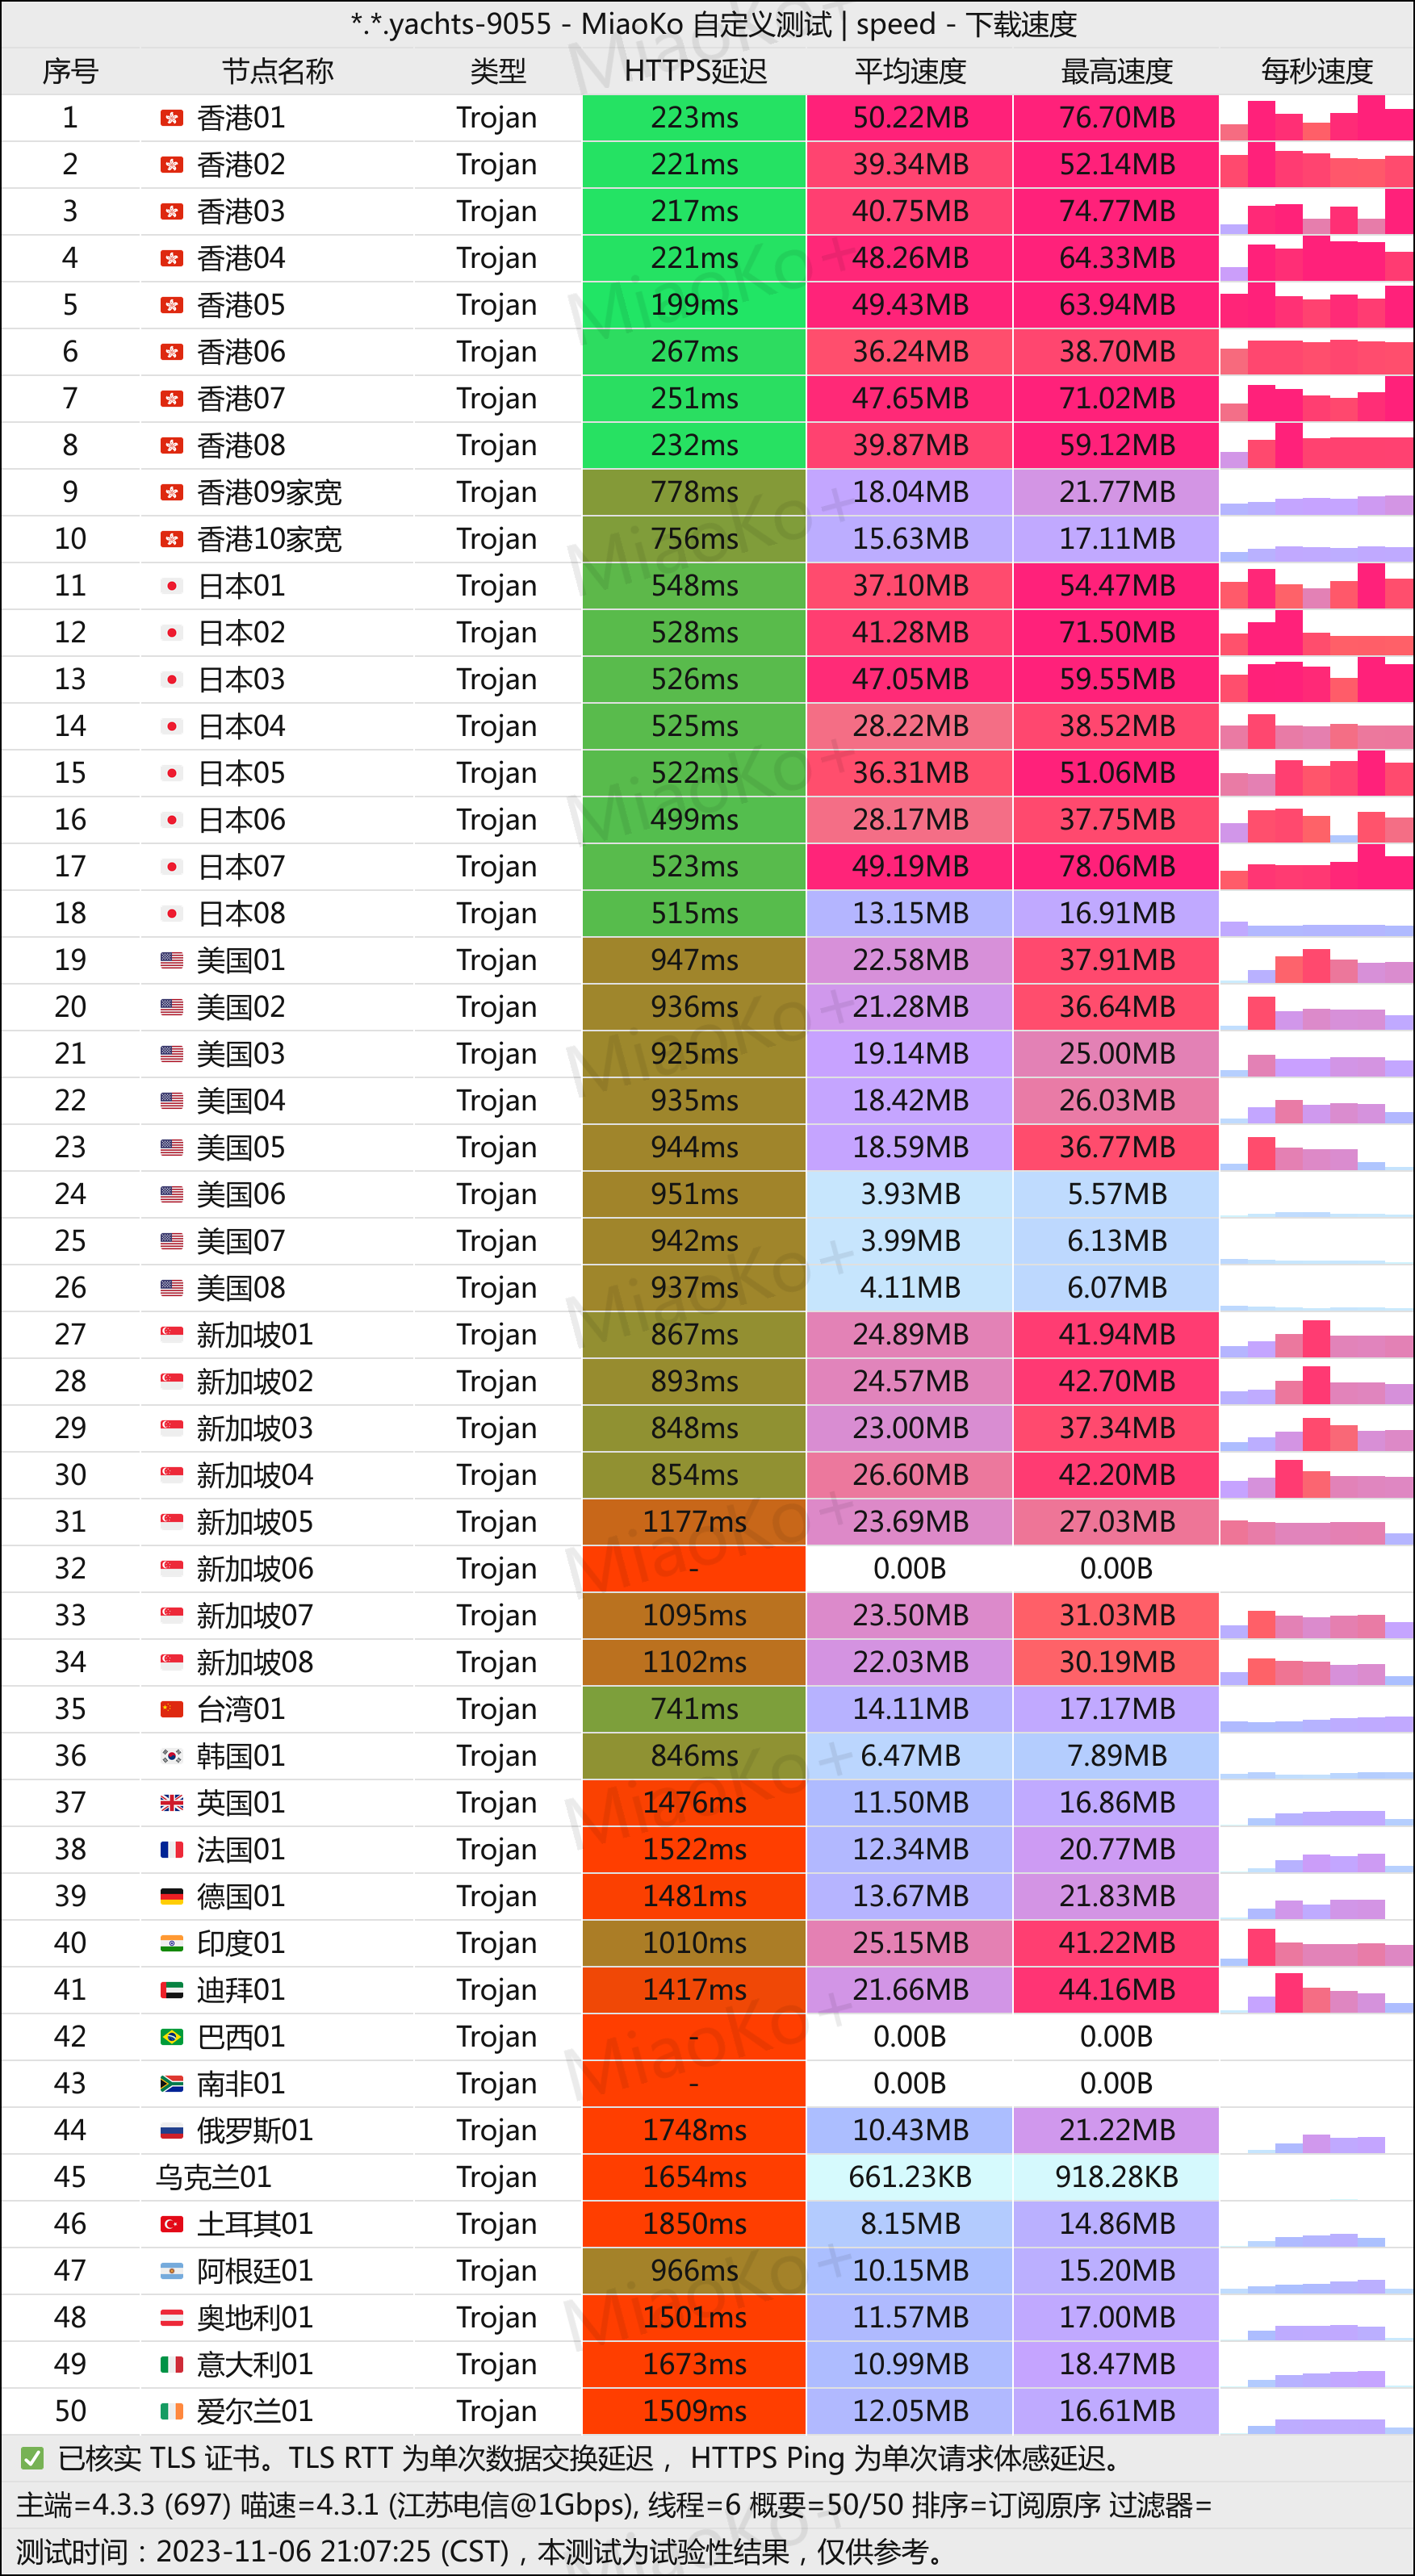 *.*.yachts-9055 - MiaoKo 自定义测试 | speed - 下载速度
序号 节点名称 类型 HTTPS延迟 平均速度 最高速度 每秒速度
1 香港01 Trojan 223ms 50.22MB 76.70MB
2 香港02 Trojan 221ms 39.34MB 52.14MB
3 香港03 Trojan 217ms 40.75MB 74.77MB
4 香港04 Trojan 221ms 48.26MB 64.33MB
5 香港05 Trojan 199ms 49.43MB 63.94MB
6 香港06 Trojan 267ms 36.24MB 38.70MB
7 香港07 Trojan 251ms 47.65MB 71.02MB
8 香港08 Trojan 232ms 39.87MB 59.12MB
9 香港09家宽 Trojan 778ms 18.04MB 21.77MB
10 香港10家宽 Trojan 756ms 15.63MB 17.11MB
11 日本01 Trojan 548ms 37.10MB 54.47MB
12 日本02 Trojan 528ms 41.28MB 71.50MB
13 日本03 Trojan 526ms 47.05MB 59.55MB
14 日本04 Trojan 525ms 28.22MB 38.52MB
15 日本05 Trojan 522ms 36.31MB 51.06MB
16 日本06 Trojan 499ms 28.17MB 37.75MB
17 日本07 Trojan 523ms 49.19MB 78.06MB
18 日本08 Trojan 515ms 13.15MB 16.91MB
19 美国01 Trojan 947ms 22.58MB 37.91MB
20 美国02 Trojan 936ms 21.28MB 36.64MB
21 美国03 Trojan 925ms 19.14MB 25.00MB
22 美国04 Trojan 935ms 18.42MB 26.03MB
23 美国05 Trojan 944ms 18.59MB 36.77MB
24 美国06 Trojan 951ms 3.93MB 5.57MB
25 美国07 Trojan 942ms 3.99MB 6.13MB
26 美国08 Trojan 937ms 4.11MB 6.07MB
27 新加坡01 Trojan 867ms 24.89MB 41.94MB
28 新加坡02 Trojan 893ms 24.57MB 42.70MB
29 新加坡03 Trojan 848ms 23.00MB 37.34MB
30 新加坡04 Trojan 854ms 26.60MB 42.20MB
31 新加坡05 Trojan 1177ms 23.69MB 27.03MB
32 新加坡06 Trojan - 0.00B 0.00B
33 新加坡07 Trojan 1095ms 23.50MB 31.03MB
34 新加坡08 Trojan 1102ms 22.03MB 30.19MB
35 台湾01 Trojan 741ms 14.11MB 17.17MB
36 韩国01 Trojan 846ms 6.47MB 7.89MB
37 英国01 Trojan 1476ms 11.50MB 16.86MB
38 法国01 Trojan 1522ms 12.34MB 20.77MB
39 德国01 Trojan 1481ms 13.67MB 21.83MB
40 印度01 Trojan 1010ms 25.15MB 41.22MB
41 迪拜01 Trojan 1417ms 21.66MB 44.16MB
42 巴西01 Trojan - 0.00B 0.00B
43 南非01 Trojan - 0.00B 0.00B
44 俄罗斯01 Trojan 1748ms 10.43MB 21.22MB
45 乌克兰01 Trojan 1654ms 661.23KB 918.28KB
46 土耳其01 Trojan 1850ms 8.15MB 14.86MB
47 阿根廷01 Trojan 966ms 10.15MB 15.20MB
48 奥地利01 Trojan 1501ms 11.57MB 17.00MB
49 意大利01 Trojan 1673ms 10.99MB 18.47MB
50 爱尔兰01 Trojan 1509ms 12.05MB 16.61MB
✅ 已核实 TLS 证书。TLS RTT 为单次数据交换延迟， HTTPS Ping 为单次请求体感延迟。
主端=4.3.3 (697) 喵速=4.3.1 (江苏电信@1Gbps), 线程=6 概要=50/50 排序=订阅原序 过滤器=
测试时间：2023-11-06 21:07:25 (CST)，本测试为试验性结果，仅供参考。